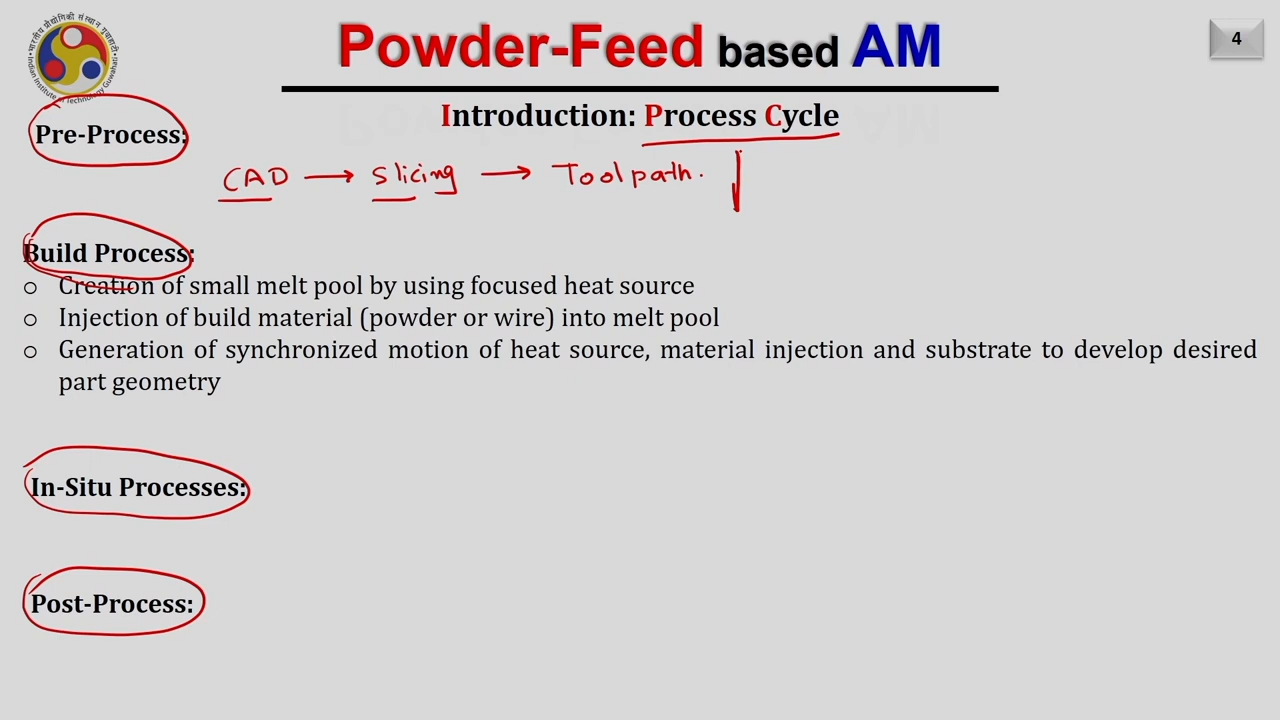 Powder-Feed based AM
4
Introduction: Process Cycle
Pre-Process:
CAD → Slicing → Toolpath.
Build Process:
o Creation of small melt pool by using focused heat source
o Injection of build material (powder or wire) into melt pool
o Generation of synchronized motion of heat source, material injection and substrate to develop desired
part geometry
In-Situ Processes:
Post-Process: